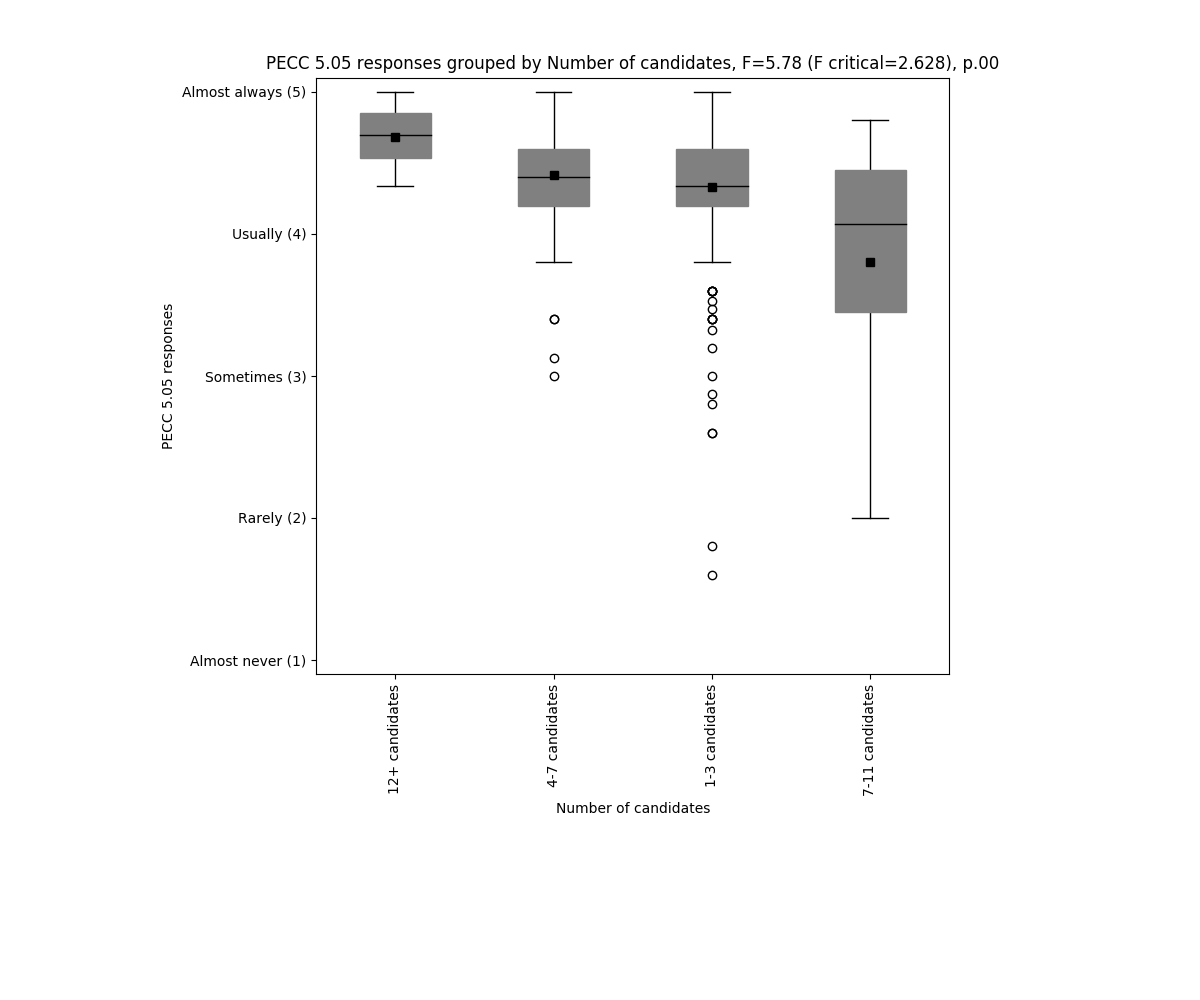 PECC 5.05 responses grouped by Number of candidates, F=5.78 (F critical=2.628), p.00
Almost always (5)
Usually (4)
Sometimes (3)
Rarely (2)
Almost never (1)
PECC 5.05 responses
12+ candidates
4-7 candidates
1-3 candidates
7-11 candidates
Number of candidates